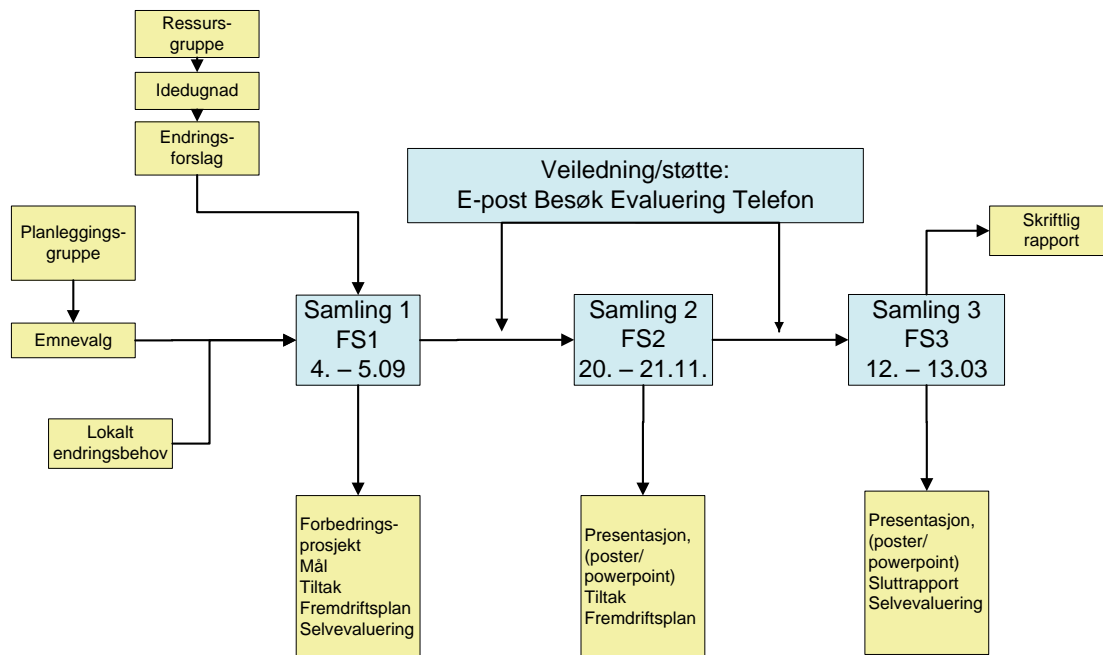 Ressurs-
gruppe
Idedugnad
Endrings-
forslag
Veiledning/støtte:
E-post Besøk Evaluering Telefon
Planleggings-
gruppe
Skriftlig
rapport
Emnevalg
Samling 1
FS1
4. – 5.09
Samling 2
FS2
20. – 21.11.
Samling 3
FS3
12. – 13.03
Lokalt
endringsbehov
Forbedrings-
prosjekt
Mål
Tiltak
Fremdriftsplan
Selvevaluering
Presentasjon,
(poster/
powerpoint)
Tiltak
Fremdriftsplan
Presentasjon,
(poster/
powerpoint)
Sluttrapport
Selvevaluering